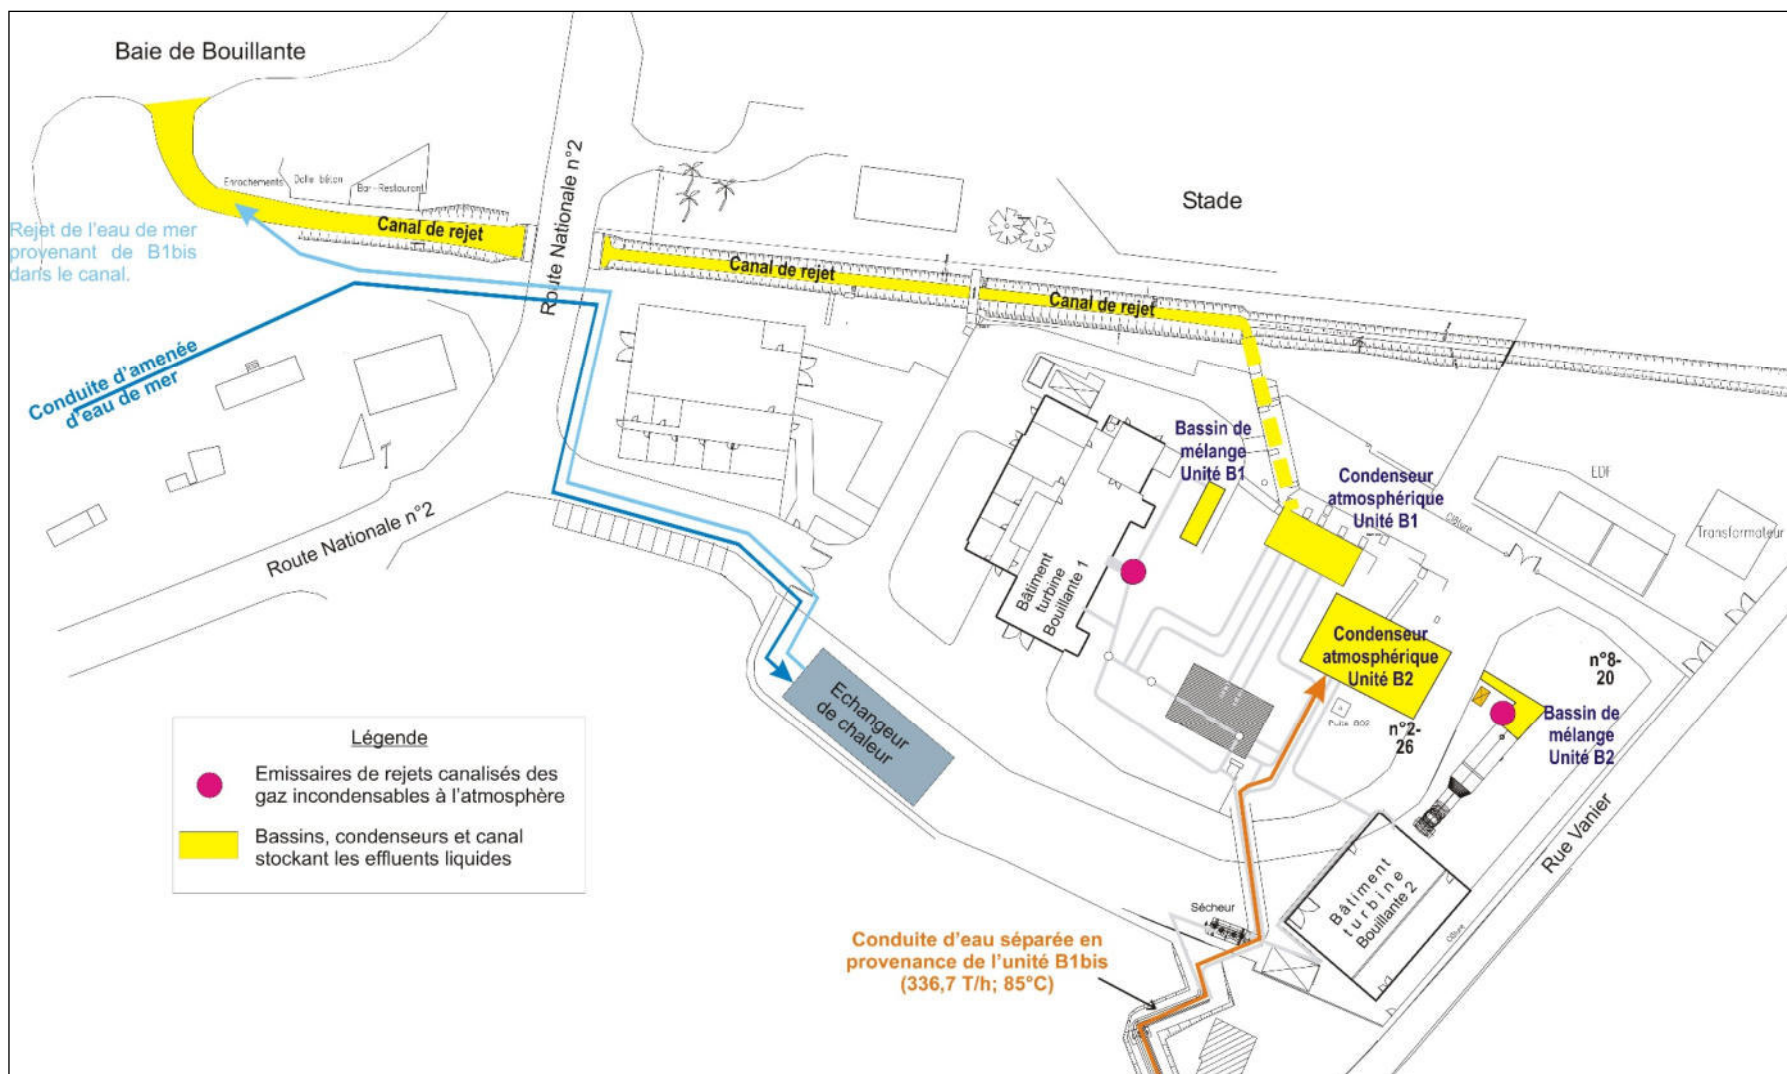 Baie de Bouillante
Enrochements
Dalle béton
Bar-Restaurant
Canal de rejet
Rejet de l'eau de mer
provenant de B1bis
dans le canal.
Route Nationale n°2
Stade
Canal de rejet
Canal de rejet
Conduite d'amenée
d'eau de mer
Route Nationale n°2
Bassin de
mélange
Unité B1
Condenseur
atmosphérique
Unité B1
Clôture
EDF
Transformateur
Bâtiment
turbine
Bouillante 1
Condenseur
atmosphérique
Unité B2
n°8-
20
n°2-
26
Bassin de
mélange
Unité B2
Echangeur
de chaleur
Rue Vanier
Bâtiment
turbine
Bouillante 2
Clôture
Sécheur
Conduite d'eau séparée en
provenance de l'unité B1bis
(336,7 T/h; 85°C)
Légende
Emissaires de rejets canalisés des
gaz incondensables à l'atmosphère
Bassins, condenseurs et canal
stockant les effluents liquides